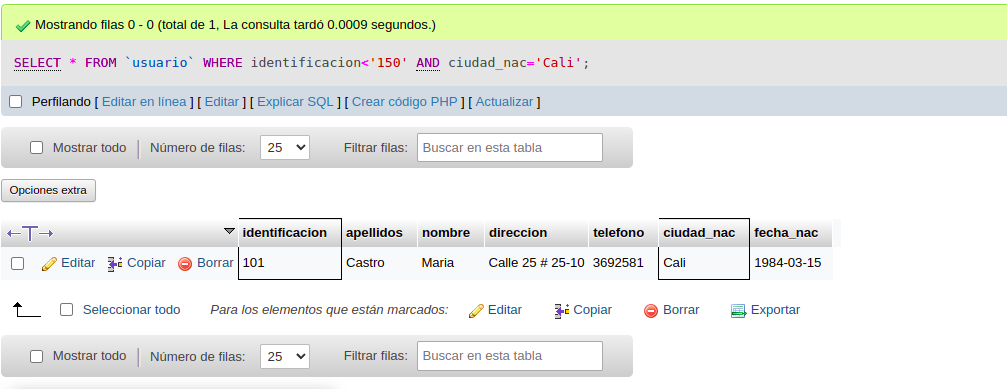 Mostrando filas 0 - 0 (total de 1, La consulta tardó 0.0009 segundos.)
SELECT * FROM `usuario` WHERE identificacion<'150' AND ciudad_nac='Cali';
Perfilando [ Editar en línea ] [ Editar ] [ Explicar SQL ] [ Crear código PHP ] [ Actualizar ]
Mostrar todo | Número de filas: 25 Filtrar filas: Buscar en esta tabla
Opciones extra
identificacion apellidos nombre direccion telefono ciudad_nac fecha_nac
Editar Copiar Borrar 101 Castro Maria Calle 25 # 25-10 3692581 Cali 1984-03-15
Seleccionar todo Para los elementos que están marcados: Editar Copiar Borrar Exportar
Mostrar todo | Número de filas: 25 Filtrar filas: Buscar en esta tabla